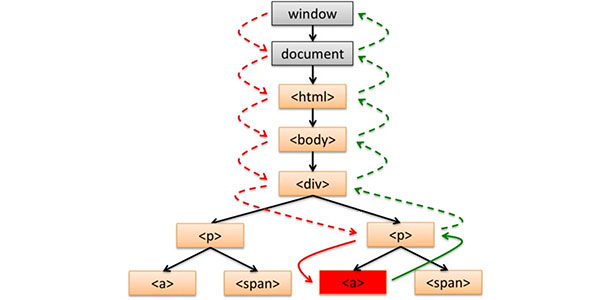 window
document
<html>
<body>
<div>
<p> <p>
<a> <span> <a> <span>